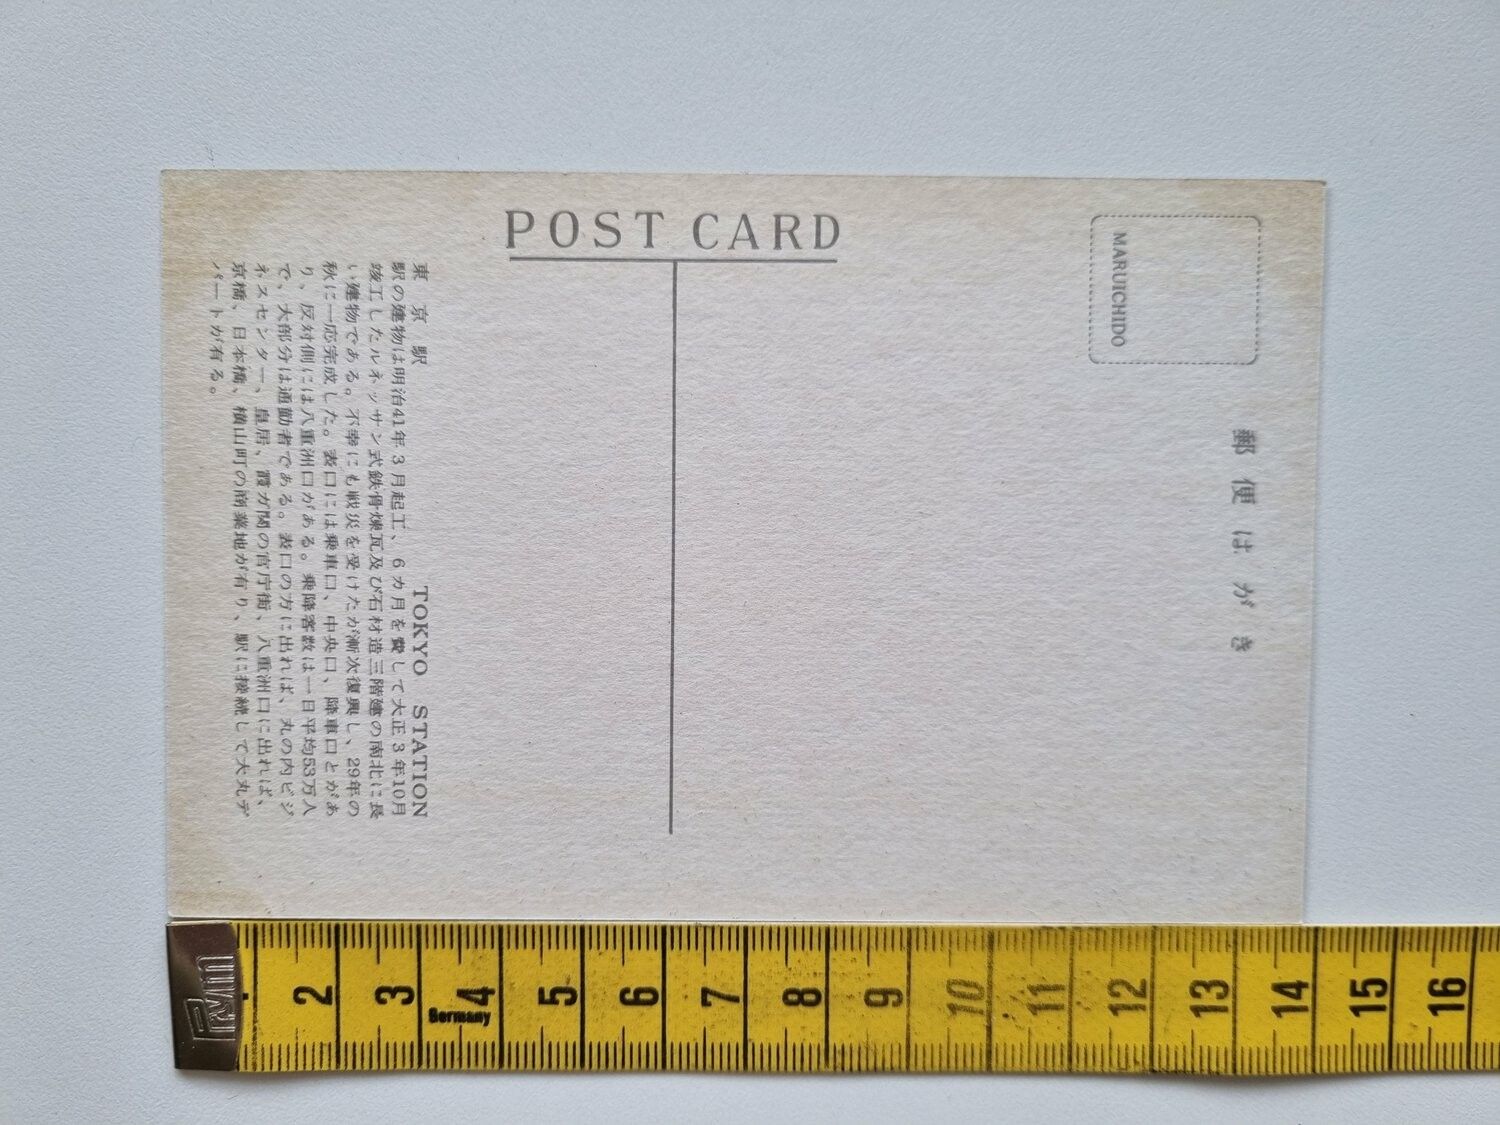 POST CARD
MARUICHIDO
郵便はがき
東京駅 TOKYO STATION
駅の建物は明治41年3月起工、6カ月を費して大正3年10月
竣工したルネッサン式鉄骨煉瓦及び石材造三階建の南北に長
い建物である。不幸にも戦災を受けたが漸次復興し、29年の
秋に一応完成した。表口には乗車口、中央口、降車口とがあ
り、反対側には八重洲口がある。乗降客数は一日平均53万人
で、大部分は通勤者である。表口の方に出れば、丸の内ビジ
ネスセンター、皇居、霞が関の官庁街、八重洲口に出れば、
京橋、日本橋、横山町の商業地が有り、駅に接続して大丸デ
パートが有る。
Prym
2 3 4 5 6 7 8 9 10 11 12 13 14 15 16
Germany